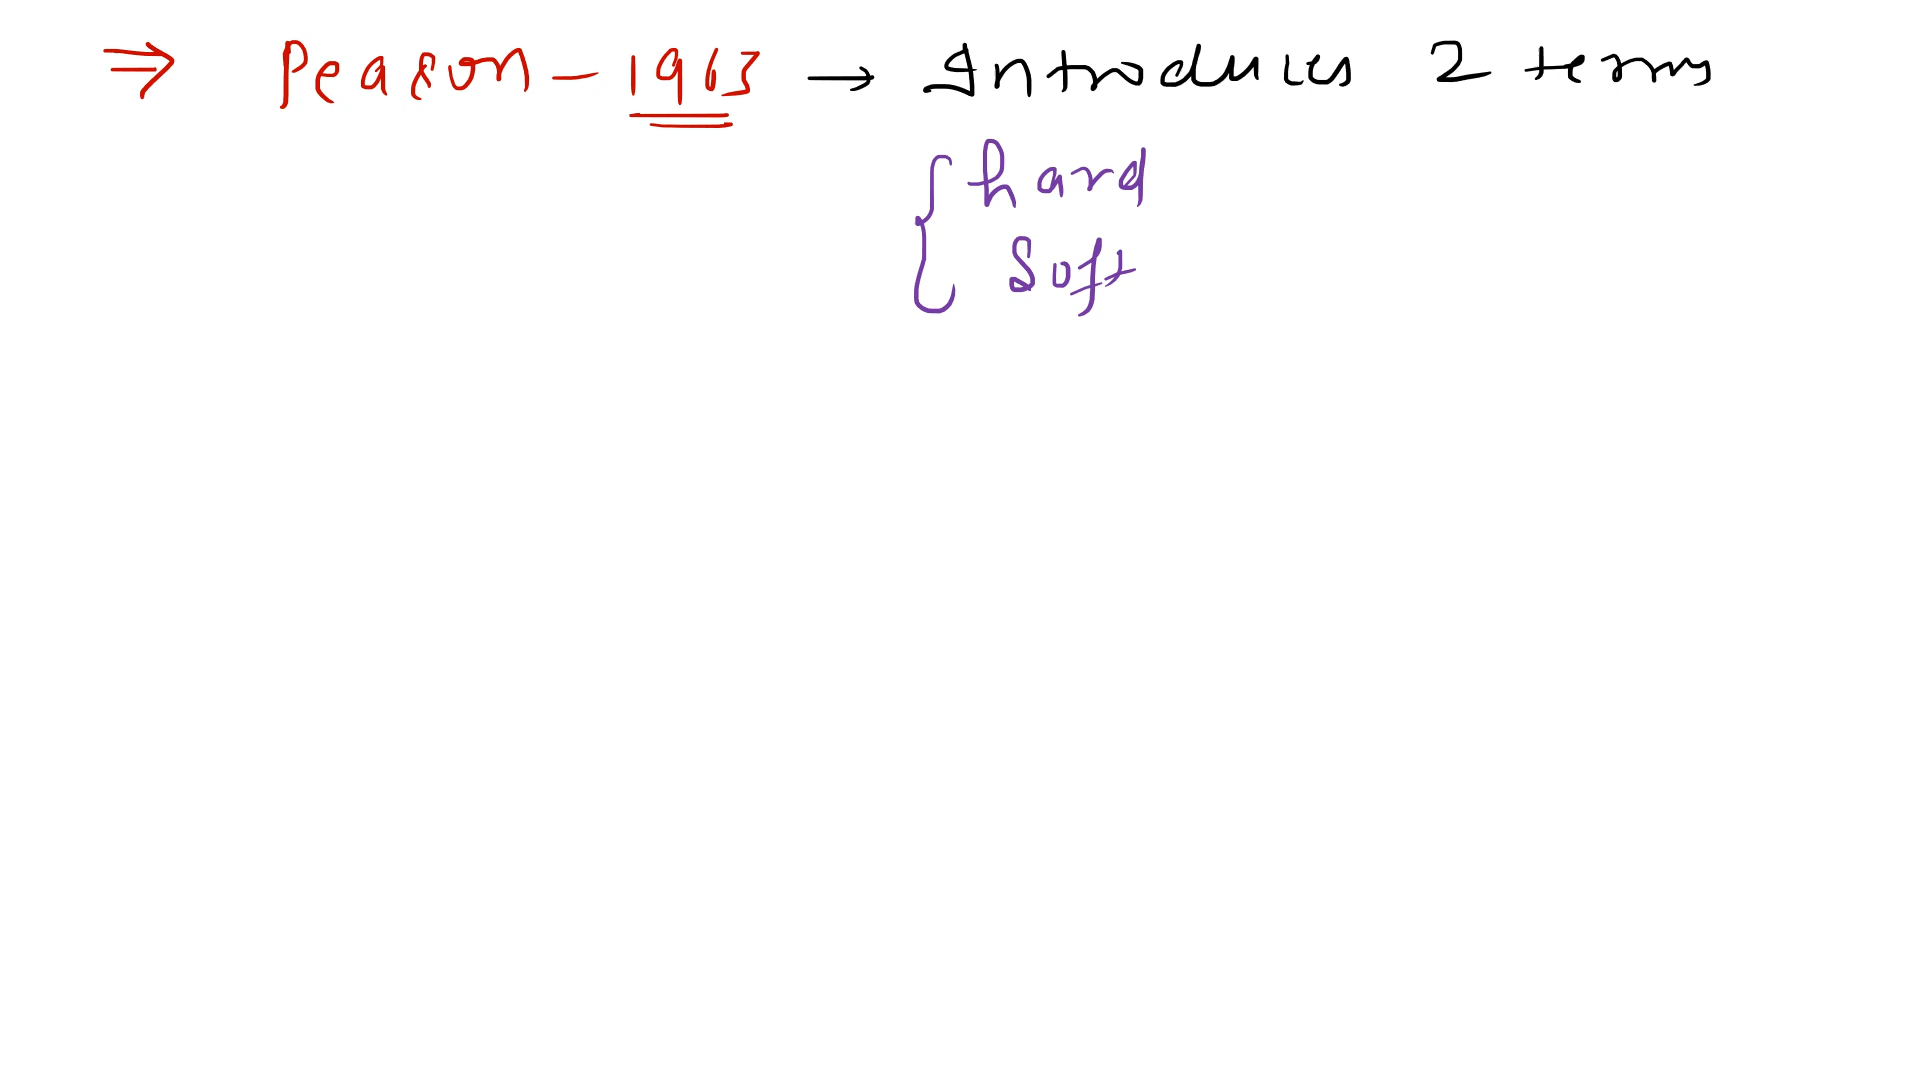 ⇒ Pearson - 1963 → Introduces 2 terms
hard
Soft